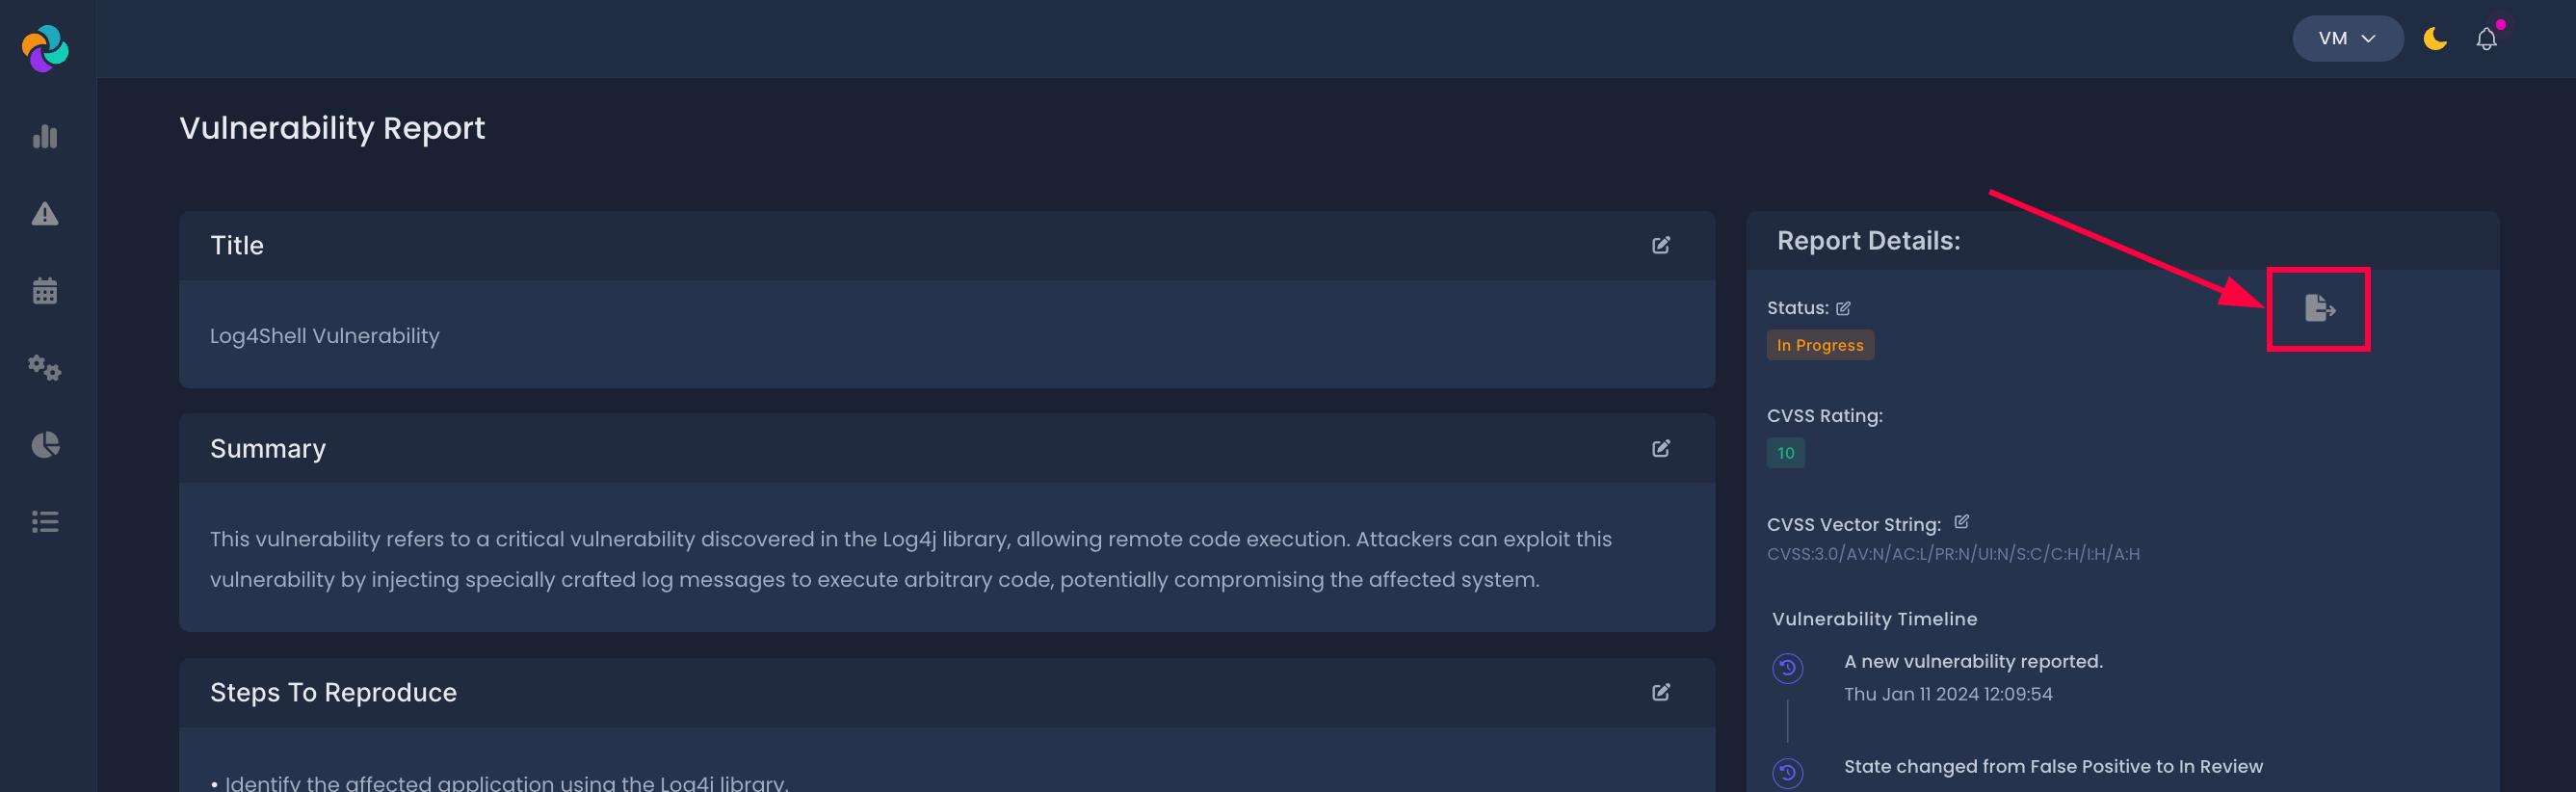 VM
Vulnerability Report
Title
Log4Shell Vulnerability
Summary
This vulnerability refers to a critical vulnerability discovered in the Log4j library, allowing remote code execution. Attackers can exploit this
vulnerability by injecting specially crafted log messages to execute arbitrary code, potentially compromising the affected system.
Steps To Reproduce
• Identify the affected application using the Log4j library.
Report Details:
Status:
In Progress
CVSS Rating:
10
CVSS Vector String:
CVSS:3.0/AV:N/AC:L/PR:N/UI:N/S:C/C:H/I:H/A:H
Vulnerability Timeline
A new vulnerability reported.
Thu Jan 11 2024 12:09:54
State changed from False Positive to In Review